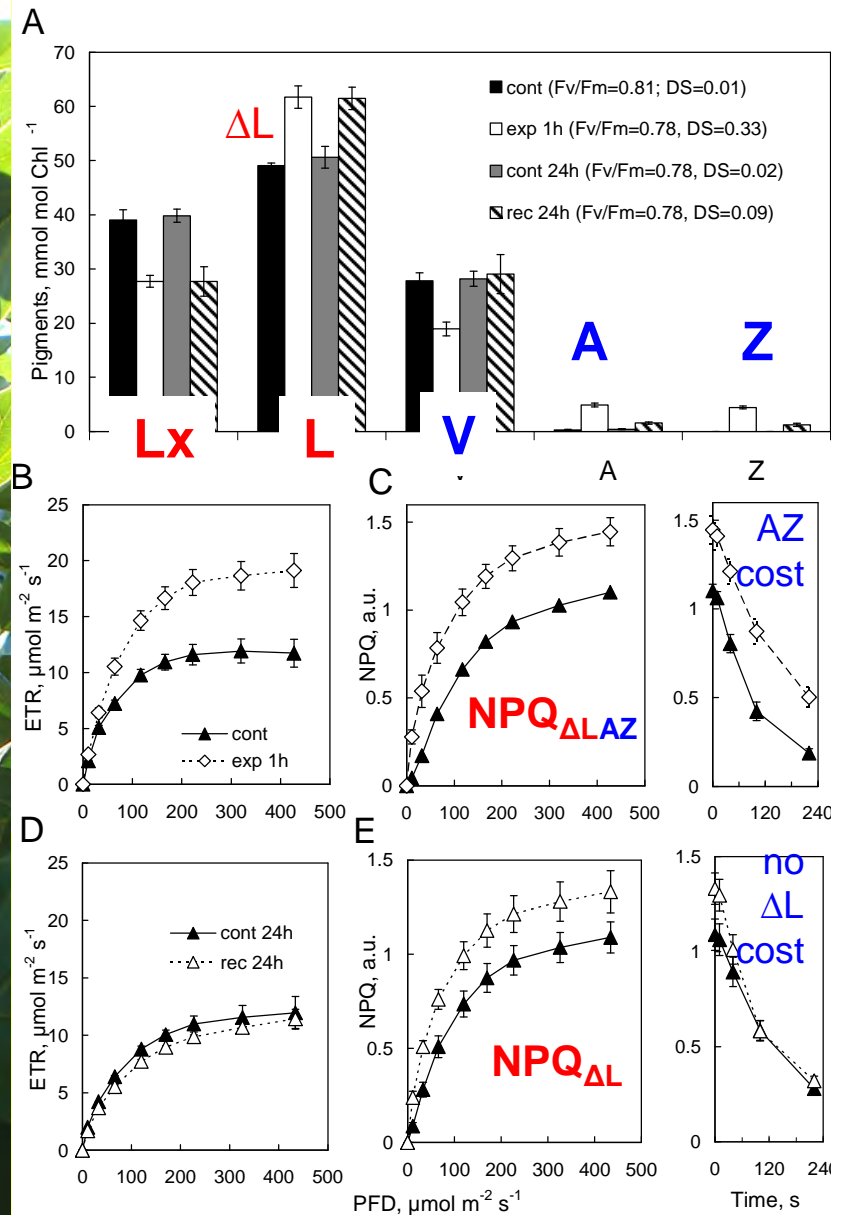 A
70
60
50
40
30
20
10
0
Pigments, mmol mol Chl -1
ΔL
cont (Fv/Fm=0.81; DS=0.01)
exp 1h (Fv/Fm=0.78, DS=0.33)
cont 24h (Fv/Fm=0.78, DS=0.02)
rec 24h (Fv/Fm=0.78, DS=0.09)
A
Z
Lx
L
V
A
Z
B
25
20
15
10
5
0
ETR, µmol m-2 s-1
cont
exp 1h
0 100 200 300 400 500
C
1.5
1
0.5
0
NPQ, a.u.
NPQΔLAZ
0 100 200 300 400 500
1.5
1
0.5
0
AZ
cost
0 120 240
D
25
20
15
10
5
0
ETR, µmol m-2 s-1
cont 24h
rec 24h
0 100 200 300 400 500
E
1.5
1
0.5
0
NPQ, a.u.
NPQΔL
0 100 200 300 400 500
1.5
1
0.5
0
no
ΔL
cost
0 120 240
PFD, µmol m-2 s-1
Time, s